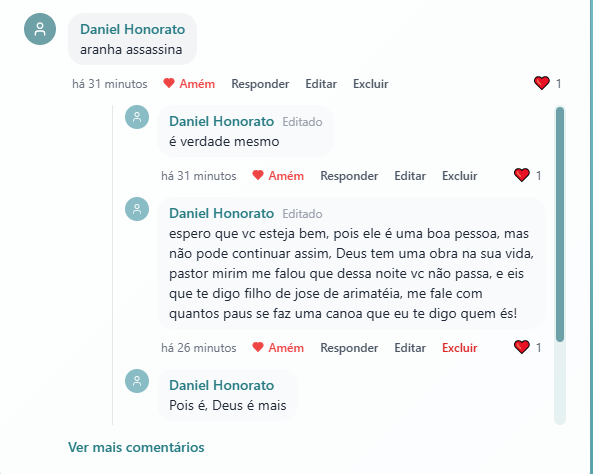 Daniel Honorato
aranha assassina
há 31 minutos Amém Responder Editar Excluir 1
Daniel Honorato Editado
é verdade mesmo
há 31 minutos Amém Responder Editar Excluir 1
Daniel Honorato Editado
espero que vc esteja bem, pois ele é uma boa pessoa, mas
não pode continuar assim, Deus tem uma obra na sua vida,
pastor mirim me falou que dessa noite vc não passa, e eis
que te digo filho de jose de arimatéia, me fale com
quantos paus se faz uma canoa que eu te digo quem és!
há 26 minutos Amém Responder Editar Excluir 1
Daniel Honorato
Pois é, Deus é mais
Ver mais comentários